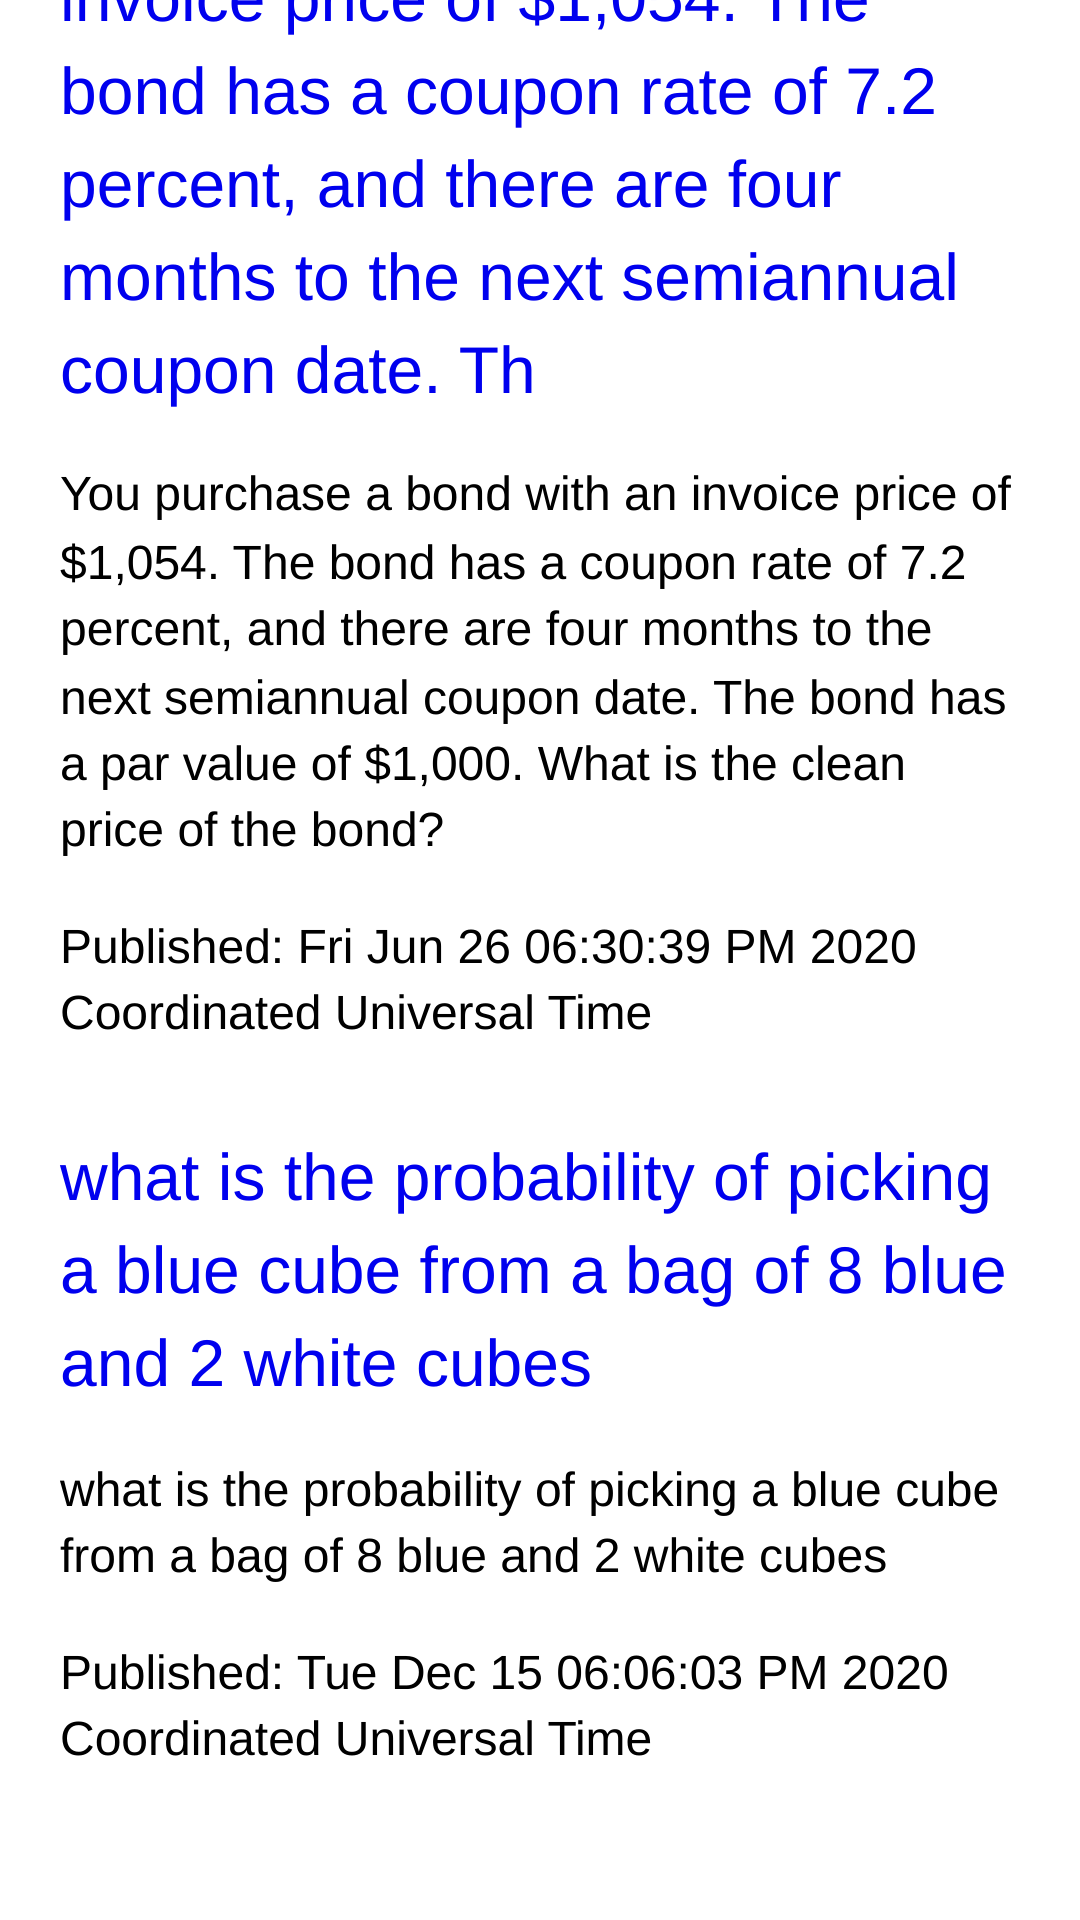 invoice price of $1,054. The
bond has a coupon rate of 7.2
percent, and there are four
months to the next semiannual
coupon date. Th
You purchase a bond with an invoice price of
$1,054. The bond has a coupon rate of 7.2
percent, and there are four months to the
next semiannual coupon date. The bond has
a par value of $1,000. What is the clean
price of the bond?
Published: Fri Jun 26 06:30:39 PM 2020
Coordinated Universal Time
what is the probability of picking
a blue cube from a bag of 8 blue
and 2 white cubes
what is the probability of picking a blue cube
from a bag of 8 blue and 2 white cubes
Published: Tue Dec 15 06:06:03 PM 2020
Coordinated Universal Time